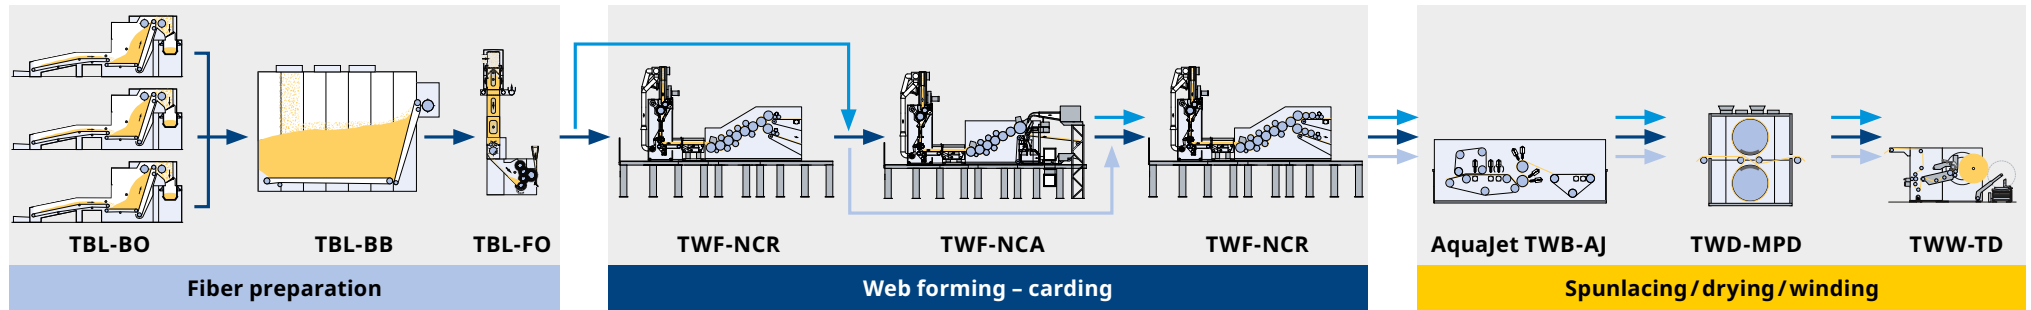 TBL-BO TBL-BB TBL-FO TWF-NCR TWF-NCA TWF-NCR AquaJet TWB-AJ TWD-MPD TWW-TD
Fiber preparation Web forming – carding Spunlacing / drying / winding